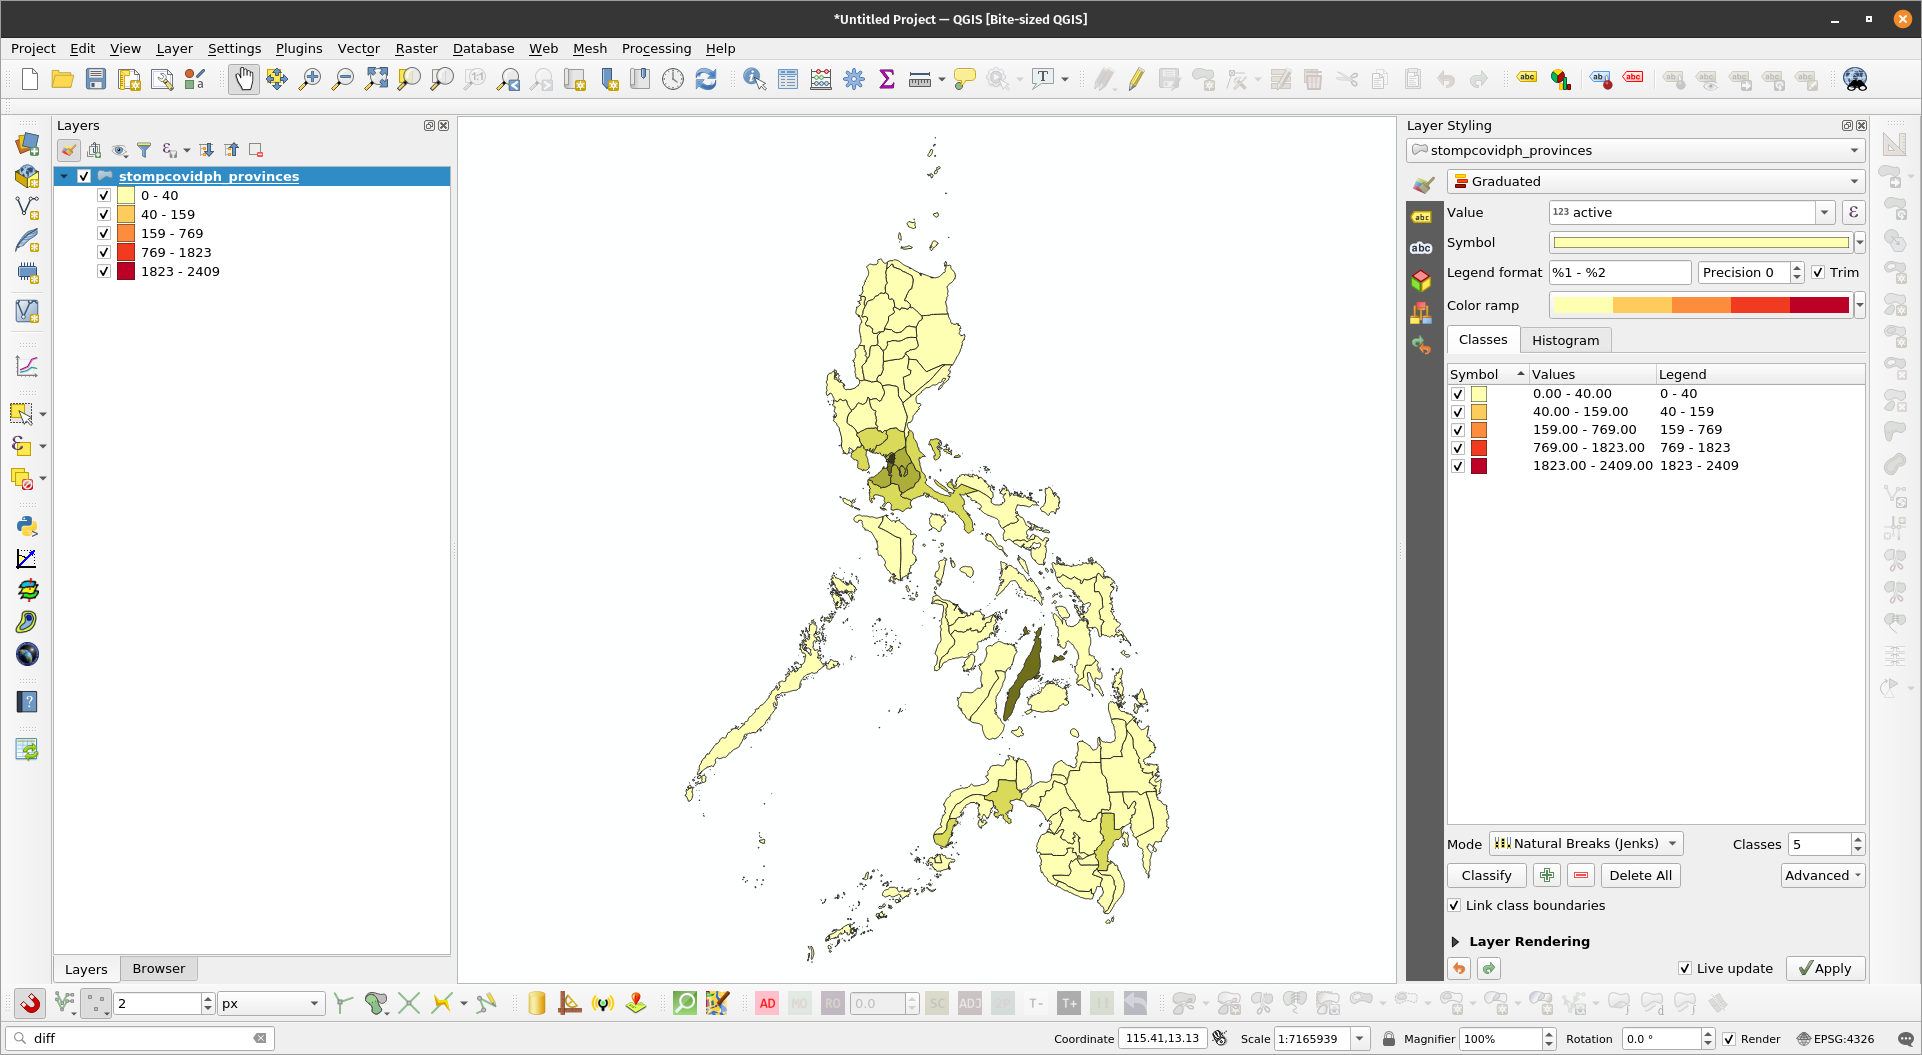 *Untitled Project — QGIS [Bite-sized QGIS]
Project Edit View Layer Settings Plugins Vector Raster Database Web Mesh Processing Help
Layers
stompcovidph_provinces
0 - 40
40 - 159
159 - 769
769 - 1823
1823 - 2409
Layers Browser
Layer Styling
stompcovidph_provinces
Graduated
Value 123 active ε
Symbol
Legend format %1 - %2 Precision 0 Trim
Color ramp
Classes Histogram
Symbol Values Legend
0.00 - 40.00 0 - 40
40.00 - 159.00 40 - 159
159.00 - 769.00 159 - 769
769.00 - 1823.00 769 - 1823
1823.00 - 2409.00 1823 - 2409
Mode Natural Breaks (Jenks) Classes 5
Classify Delete All Advanced
Link class boundaries
Layer Rendering
Live update Apply
2 px AD MO RO 0.0 SC ADJ T- T+
diff Coordinate 115.41,13.13 Scale 1:7165939 Magnifier 100% Rotation 0.0 ° Render EPSG:4326